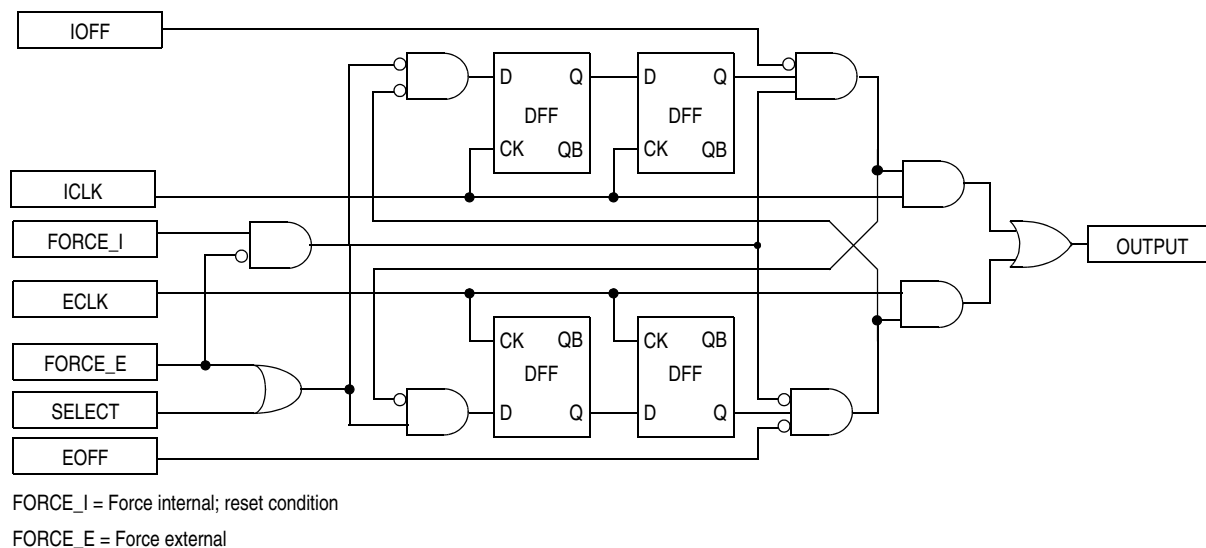 IOFF
D Q
DFF
CK QB
D Q
DFF
CK QB
ICLK
FORCE_I
OUTPUT
ECLK
CK QB
DFF
D Q
CK QB
DFF
D Q
FORCE_E
SELECT
EOFF
FORCE_I = Force internal; reset condition
FORCE_E = Force external